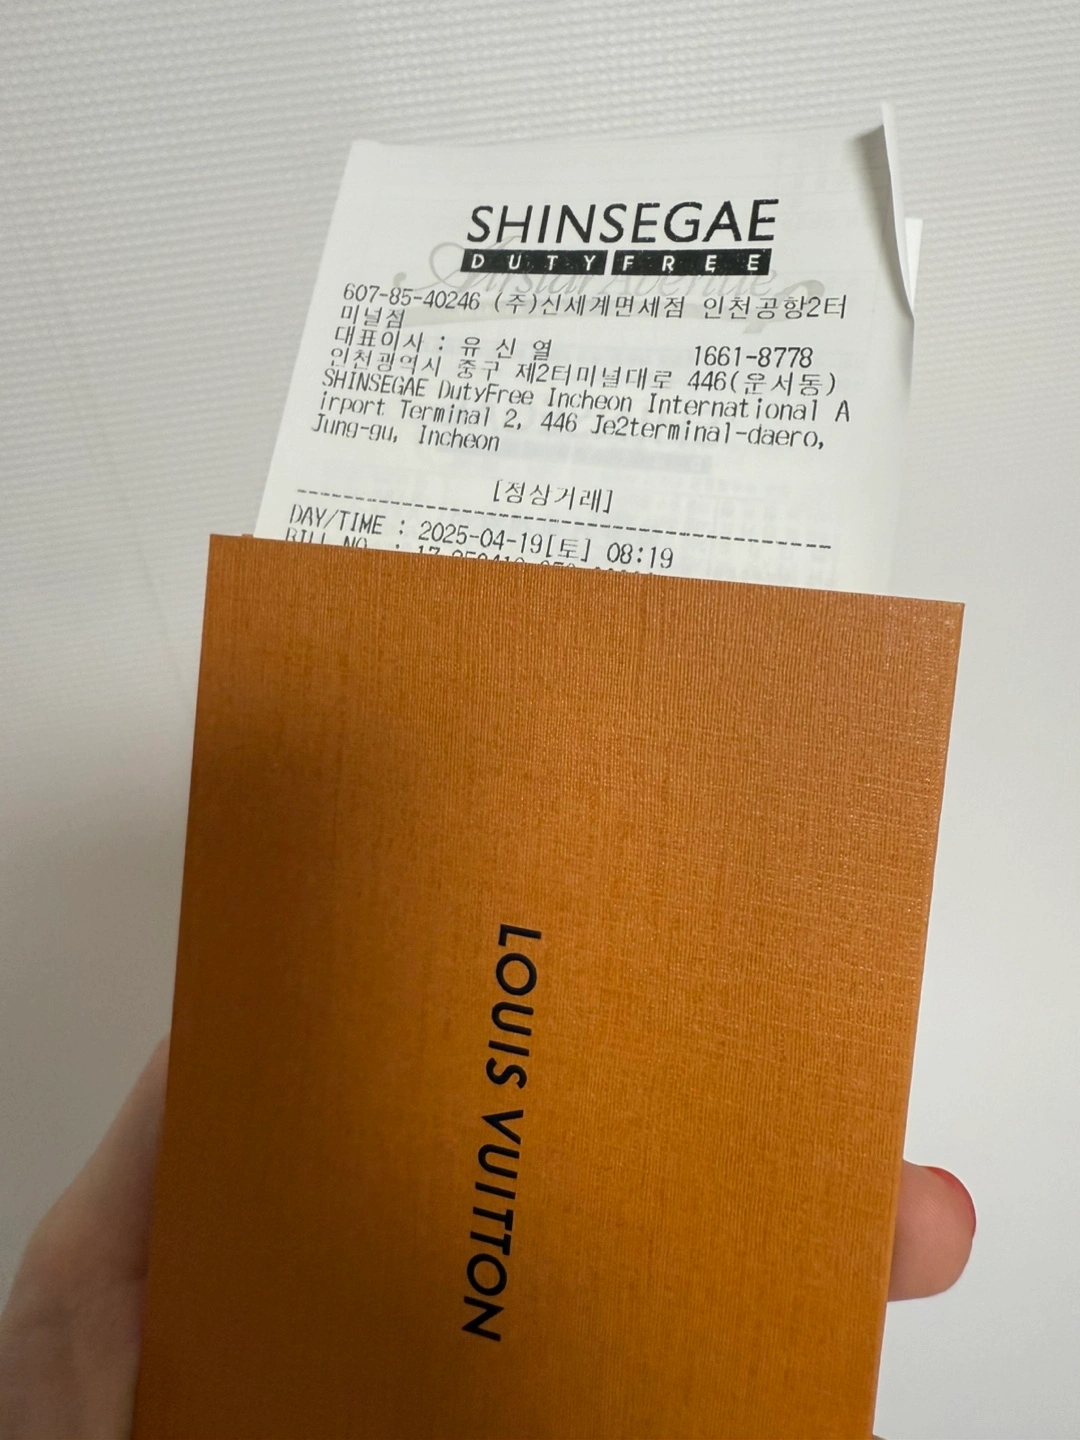 SHINSEGAE
DUTY FREE
607-85-40246 (주)신세계면세점 인천공항2터
미널점
대표이사 : 유 신 열 1661-8778
인천광역시 중구 제2터미널대로 446(운서동)
SHINSEGAE DutyFree Incheon International A
irport Terminal 2, 446 Je2terminal-daero,
Jung-gu, Incheon
[정상거래]
DAY/TIME : 2025-04-19[토] 08:19
BILL NO :
LOUIS VUITTON